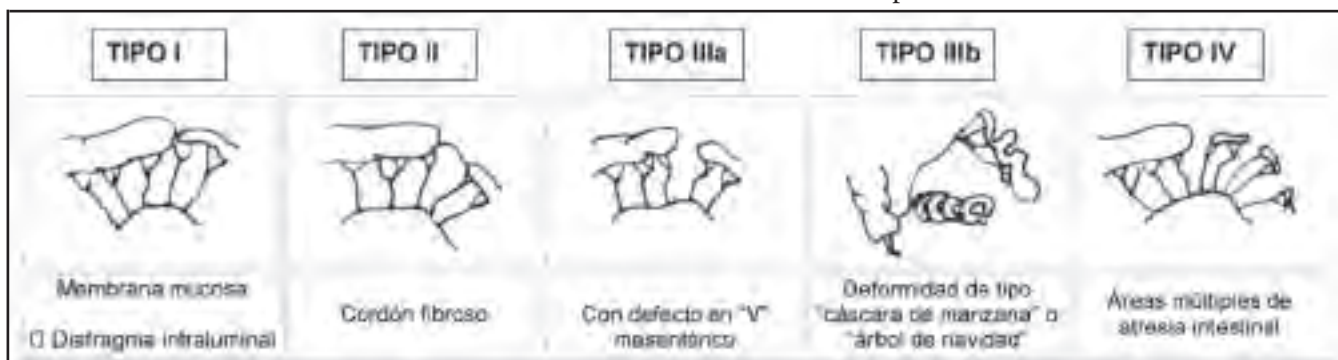 TIPO I
TIPO II
TIPO IIIa
TIPO IIIb
TIPO IV
Membrana mucosa
O Disfragma intraluminal
Cordón fibroso
Con defecto en "V"
mesentérico
Deformidad de tipo
"cáscara de manzana" o
"árbol de navidad"
Áreas múltiples de
atresia intestinal